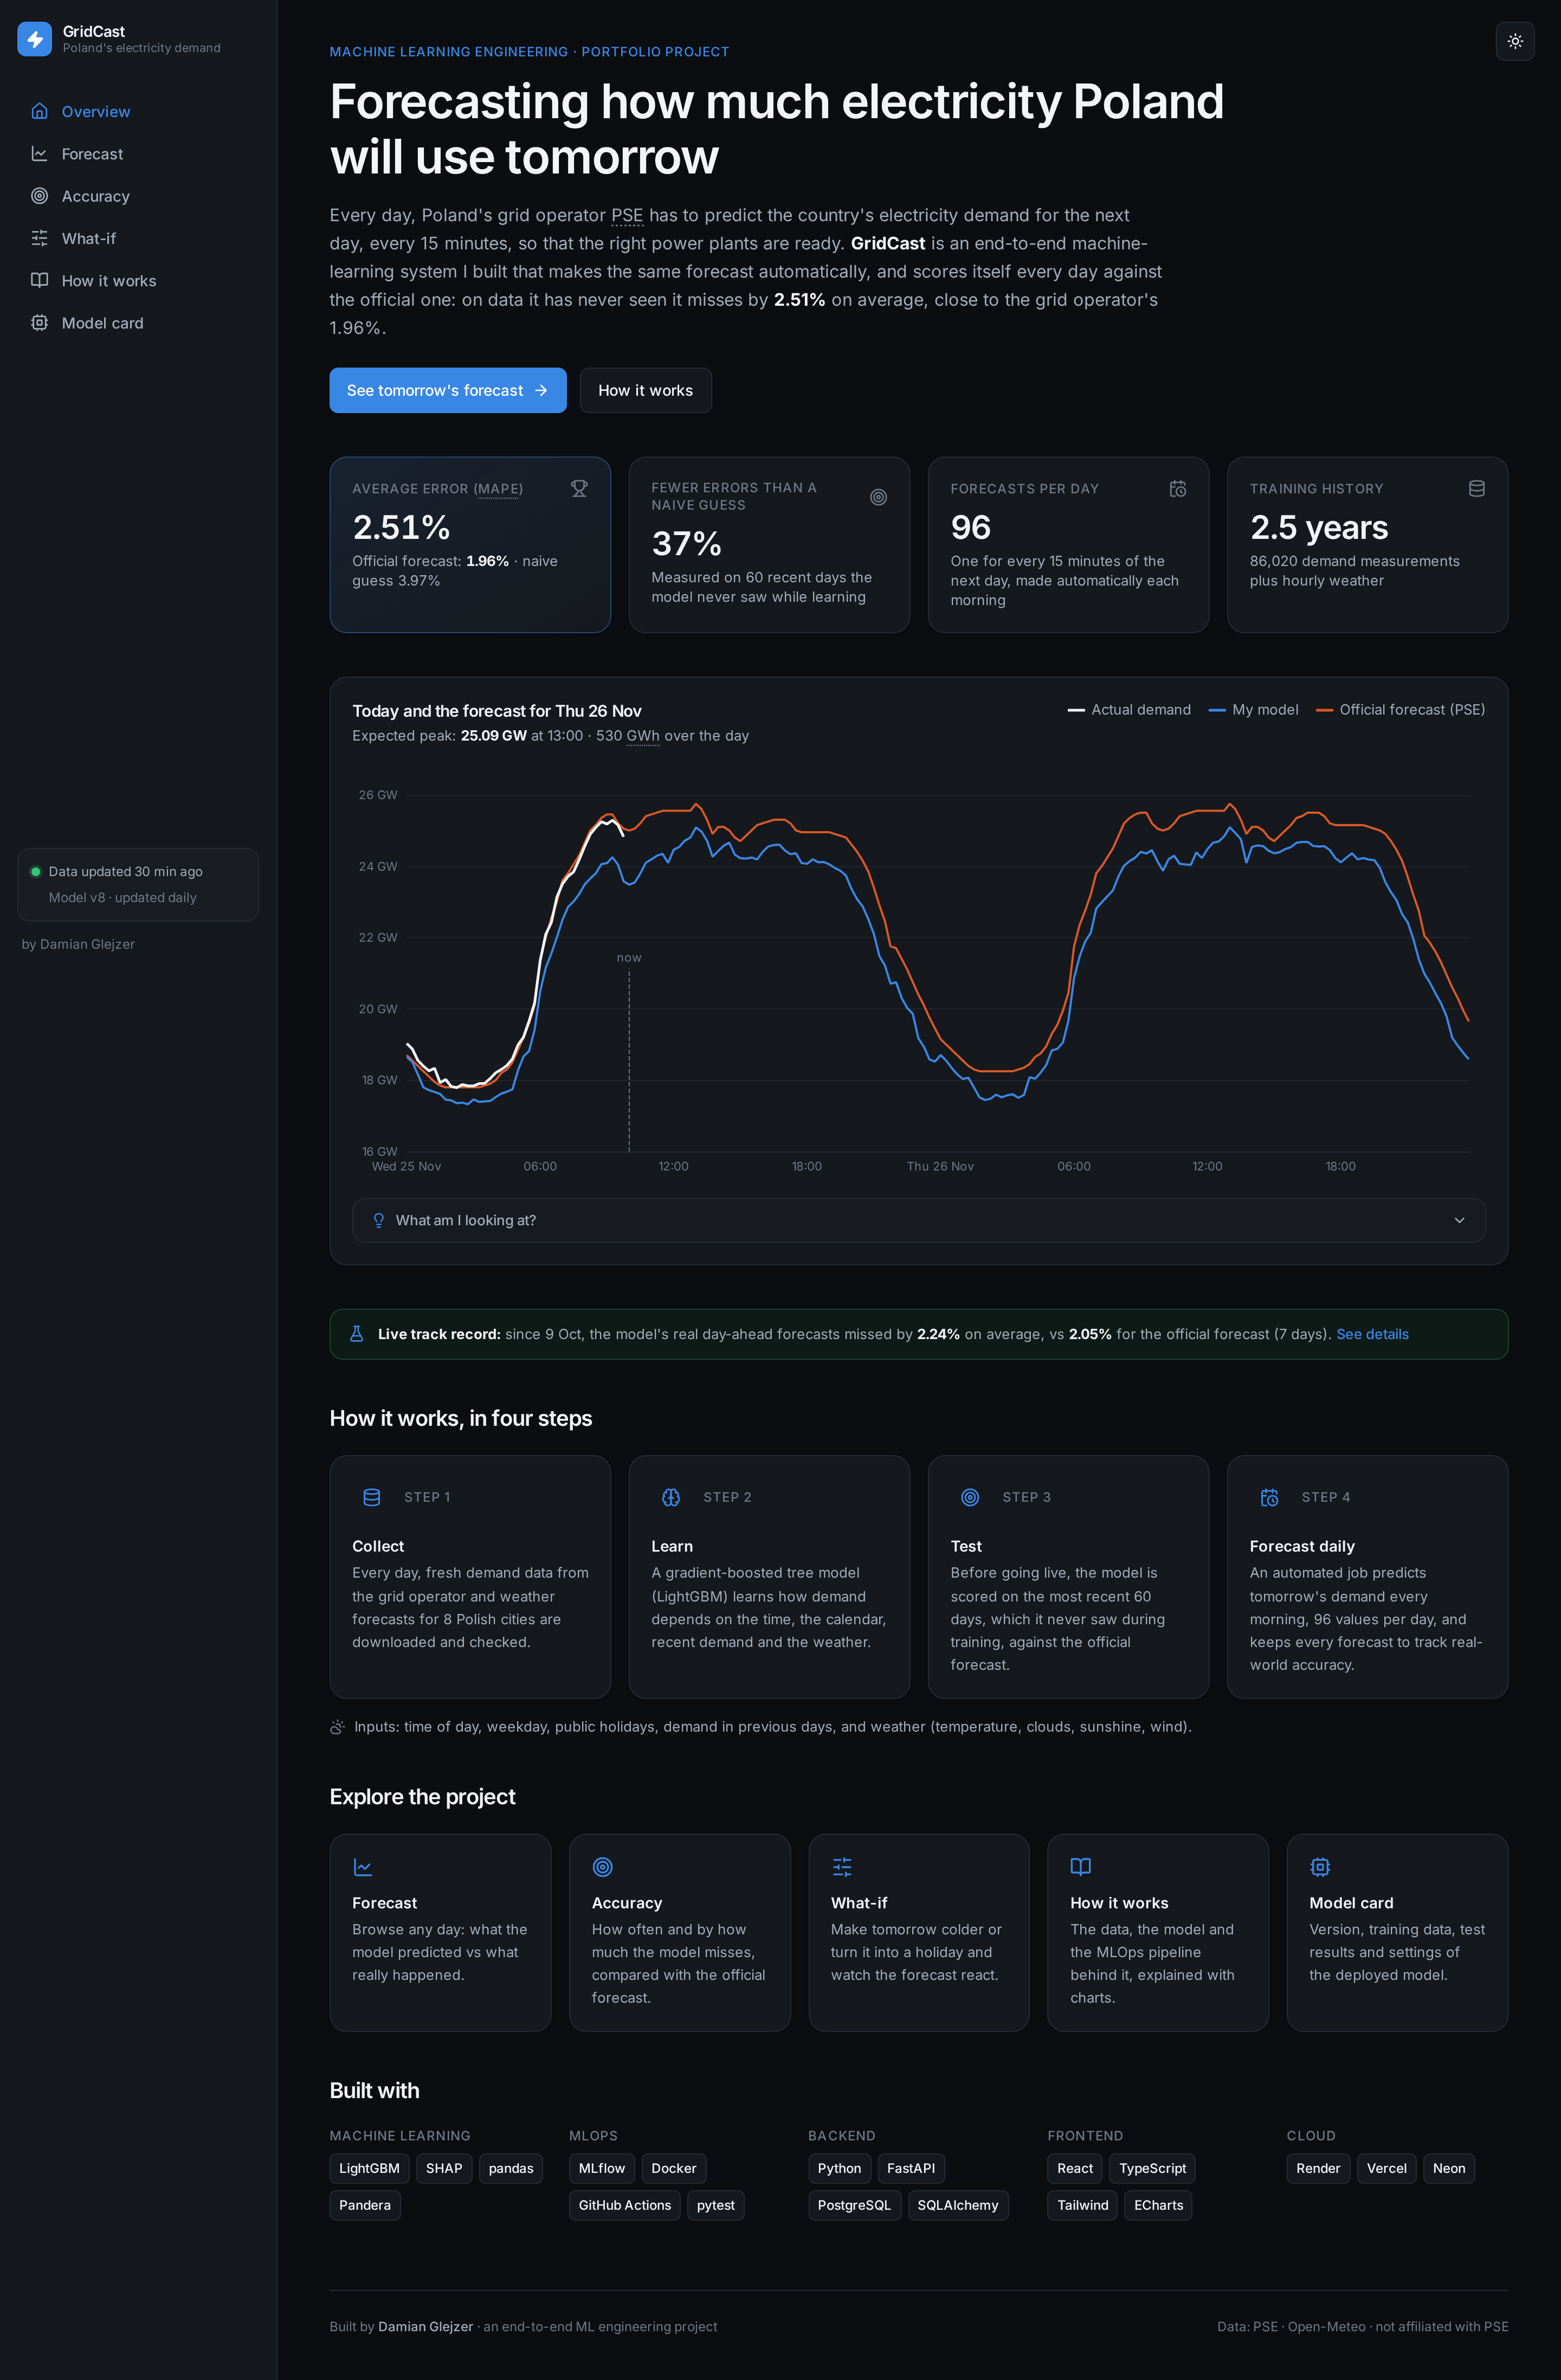 GridCast
Poland's electricity demand
Overview
Forecast
Accuracy
What-if
How it works
Model card
Data updated 30 min ago
Model v8 · updated daily
by Damian Glejzer
MACHINE LEARNING ENGINEERING · PORTFOLIO PROJECT
Forecasting how much electricity Poland
will use tomorrow
Every day, Poland's grid operator PSE has to predict the country's electricity demand for the next
day, every 15 minutes, so that the right power plants are ready. GridCast is an end-to-end machine-
learning system I built that makes the same forecast automatically, and scores itself every day against
the official one: on data it has never seen it misses by 2.51% on average, close to the grid operator's
1.96%.
See tomorrow's forecast
How it works
AVERAGE ERROR (MAPE)
2.51%
Official forecast: 1.96% · naive
guess 3.97%
FEWER ERRORS THAN A
NAIVE GUESS
37%
Measured on 60 recent days the
model never saw while learning
FORECASTS PER DAY
96
One for every 15 minutes of the
next day, made automatically each
morning
TRAINING HISTORY
2.5 years
86,020 demand measurements
plus hourly weather
Today and the forecast for Thu 26 Nov
Expected peak: 25.09 GW at 13:00 · 530 GWh over the day
Actual demand
My model
Official forecast (PSE)
26 GW
24 GW
22 GW
20 GW
18 GW
16 GW
now
Wed 25 Nov
06:00
12:00
18:00
Thu 26 Nov
06:00
12:00
18:00
What am I looking at?
Live track record: since 9 Oct, the model's real day-ahead forecasts missed by 2.24% on average, vs 2.05% for the official forecast (7 days). See details
How it works, in four steps
STEP 1
Collect
Every day, fresh demand data from
the grid operator and weather
forecasts for 8 Polish cities are
downloaded and checked.
STEP 2
Learn
A gradient-boosted tree model
(LightGBM) learns how demand
depends on the time, the calendar,
recent demand and the weather.
STEP 3
Test
Before going live, the model is
scored on the most recent 60
days, which it never saw during
training, against the official
forecast.
STEP 4
Forecast daily
An automated job predicts
tomorrow's demand every
morning, 96 values per day, and
keeps every forecast to track real-
world accuracy.
Inputs: time of day, weekday, public holidays, demand in previous days, and weather (temperature, clouds, sunshine, wind).
Explore the project
Forecast
Browse any day: what the
model predicted vs what
really happened.
Accuracy
How often and by how
much the model misses,
compared with the official
forecast.
What-if
Make tomorrow colder or
turn it into a holiday and
watch the forecast react.
How it works
The data, the model and
the MLOps pipeline
behind it, explained with
charts.
Model card
Version, training data, test
results and settings of
the deployed model.
Built with
MACHINE LEARNING
LightGBM SHAP pandas
Pandera
MLOPS
MLflow Docker
GitHub Actions pytest
BACKEND
Python FastAPI
PostgreSQL SQLAlchemy
FRONTEND
React TypeScript
Tailwind ECharts
CLOUD
Render Vercel Neon
Built by Damian Glejzer · an end-to-end ML engineering project
Data: PSE · Open-Meteo · not affiliated with PSE